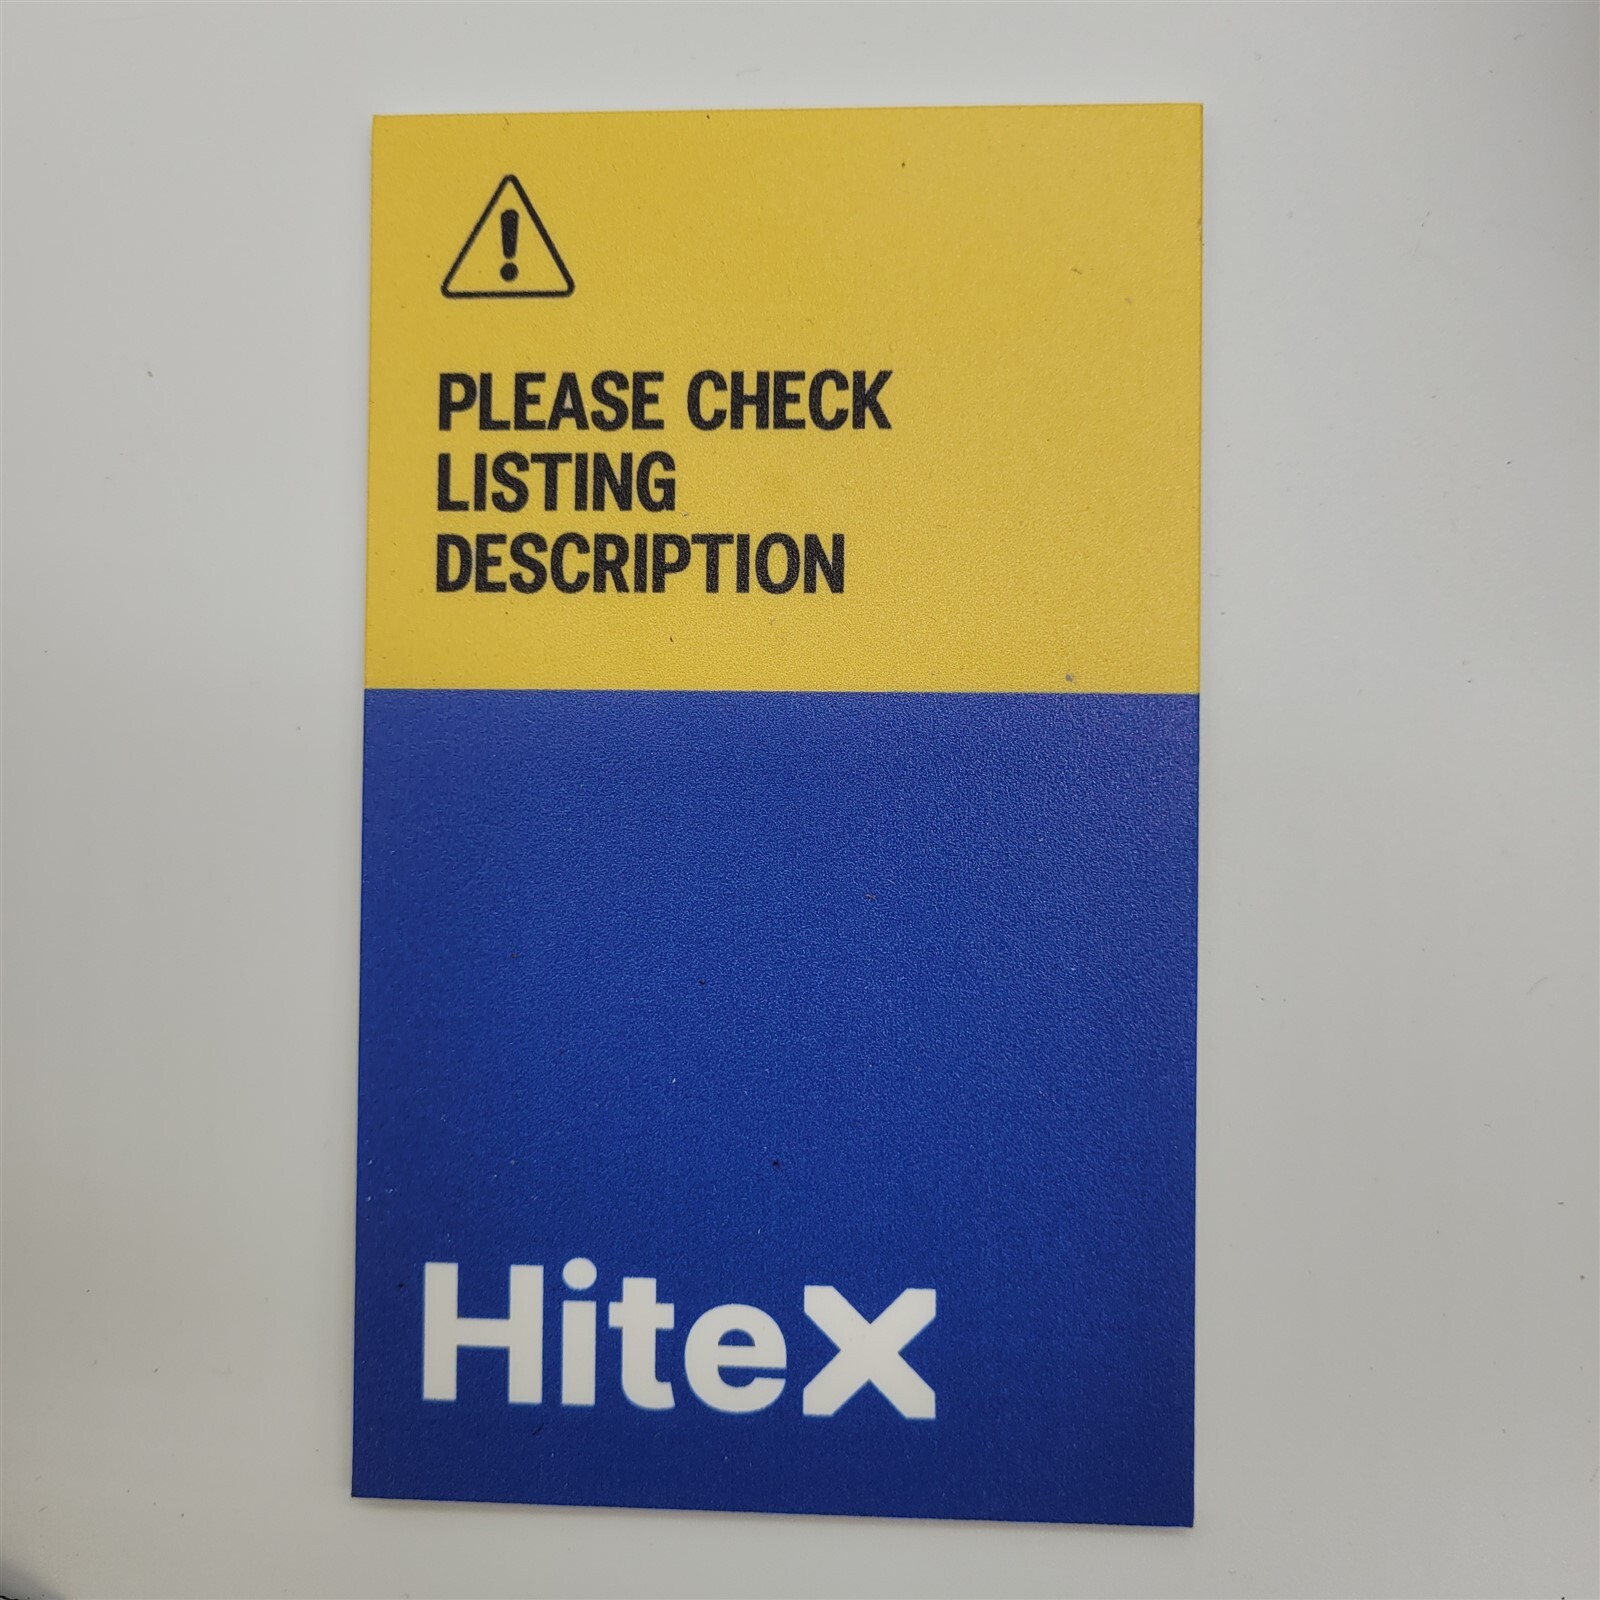 PLEASE CHECK
LISTING
DESCRIPTION
HiteX